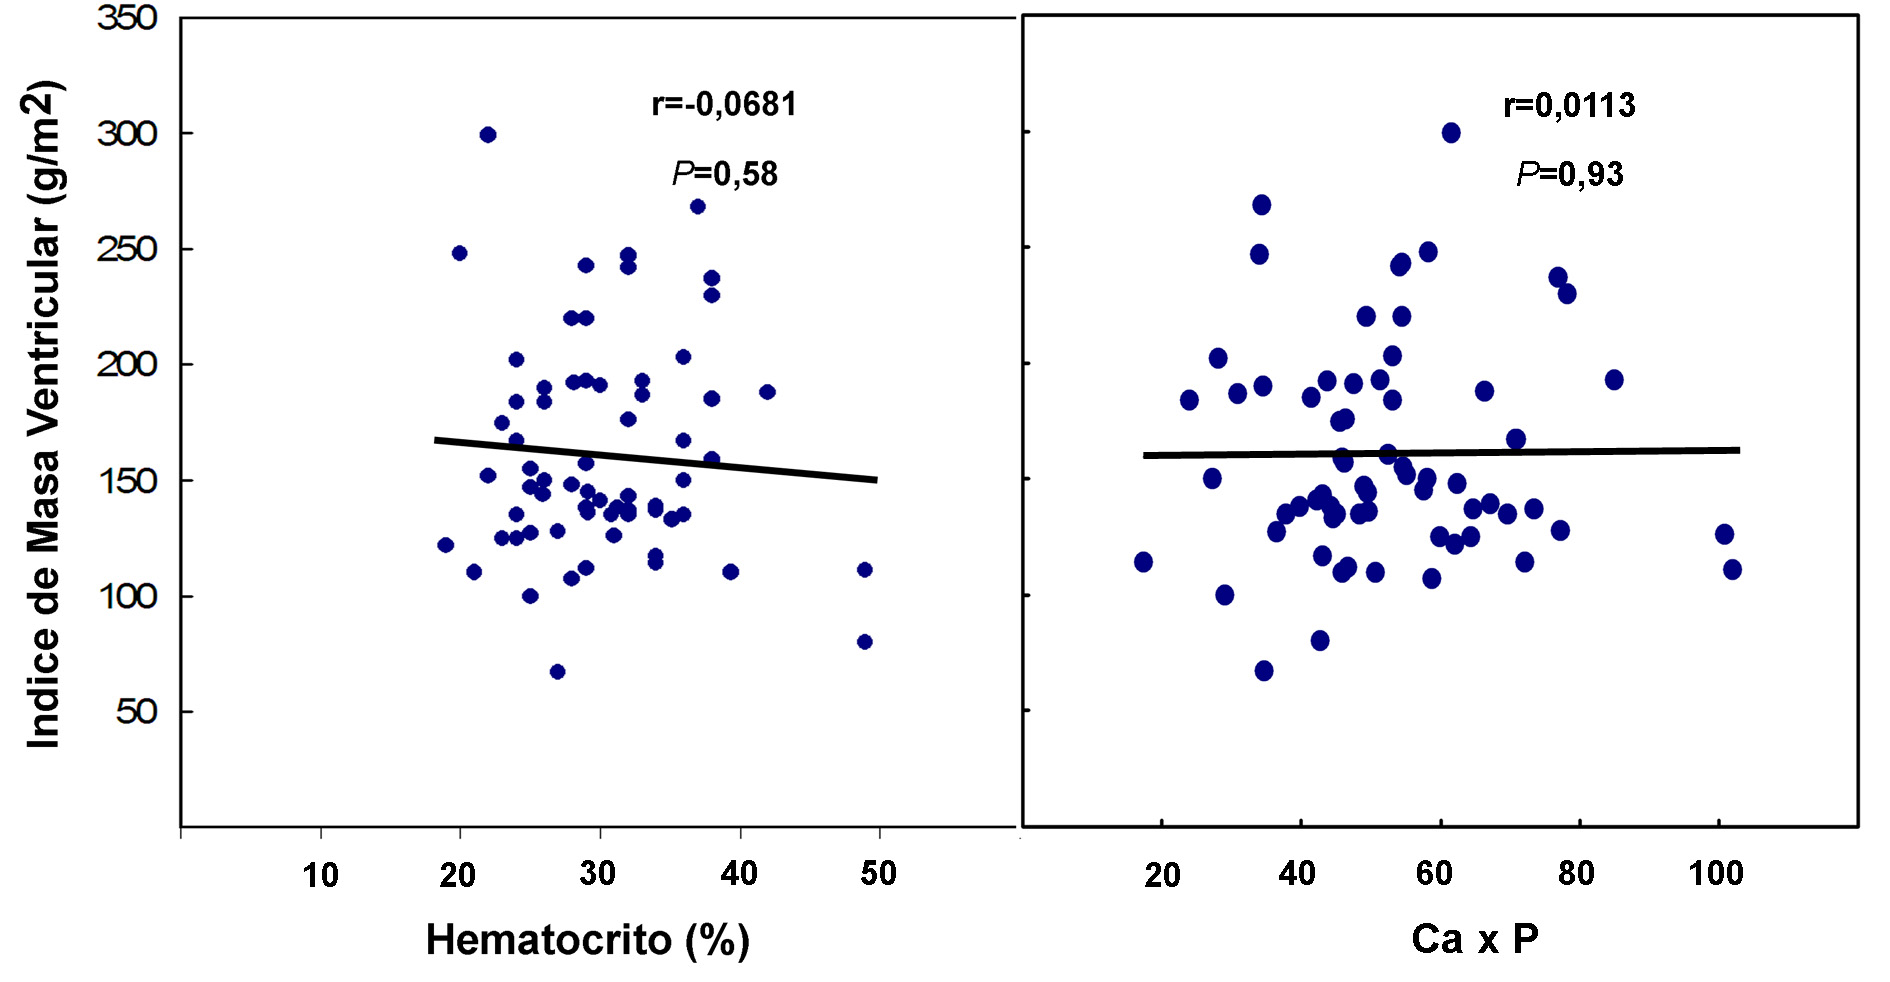 Indice de Masa Ventricular (g/m2)
350
300
250
200
150
100
50
r=-0,0681
P=0,58
10 20 30 40 50
Hematocrito (%)
r=0,0113
P=0,93
20 40 60 80 100
Ca x P